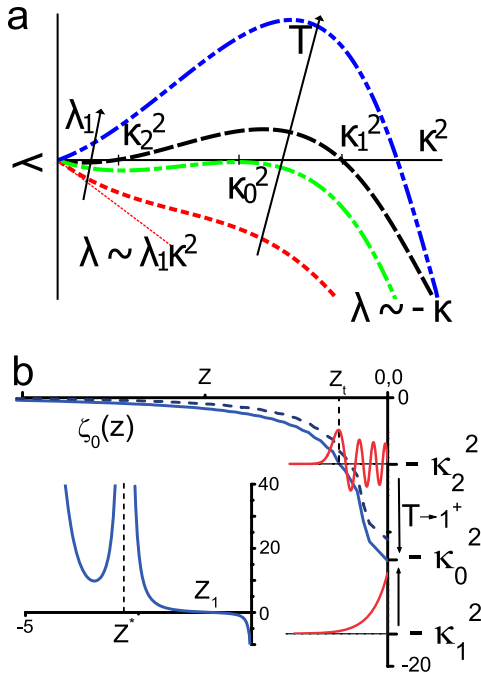 a
T
λ₁
κ₂²
κ₁²
κ²
λ
κ₀²
λ ~ λ₁κ²
λ ~ - κ
b
z
z_t
0,0
0
ζ₀(z)
- κ₂²
40
T→1⁺
20
- κ₀²
z₁
0
-5
z*
- κ₁²
-20